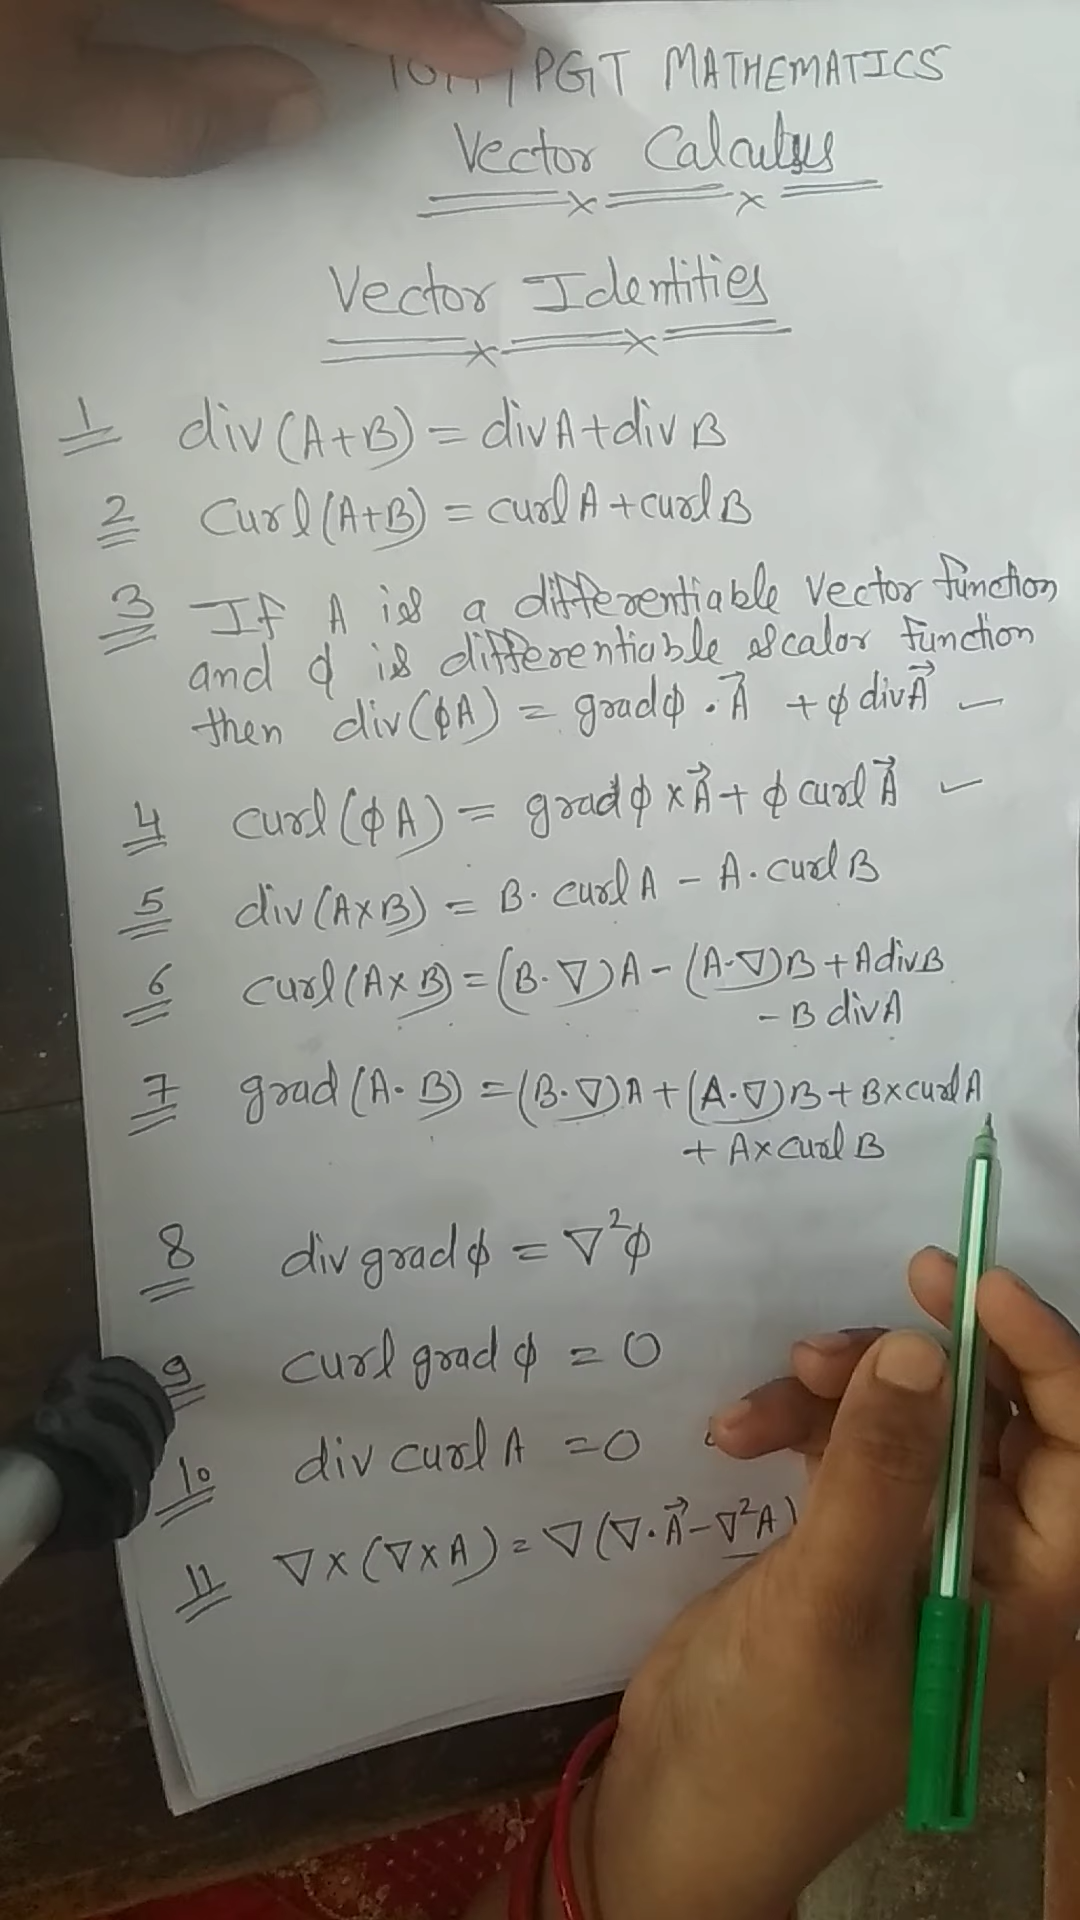 PGT MATHEMATICS
Vector Calculus
Vector Identities
1 div (A+B) = div A + div B
2 Curl (A+B) = curl A + curl B
3 If A is a differentiable vector function
and ϕ is differentiable scalor function
then div (ϕA) = grad ϕ · A⃗ + ϕ div A⃗ –
4 curl (ϕ A) = grad ϕ × A⃗ + ϕ curl A⃗ –
5 div (A×B) = B · curl A – A · curl B
6 curl (A × B) = (B · ∇) A – (A · ∇) B + A div B
– B div A
7 grad (A · B) = (B · ∇) A + (A · ∇) B + B × curl A
+ A × curl B
8 div grad ϕ = ∇²ϕ
9 curl grad ϕ = 0
10 div curl A = 0
11 ∇ × (∇ × A) = ∇ (∇ · A⃗ – ∇²A)